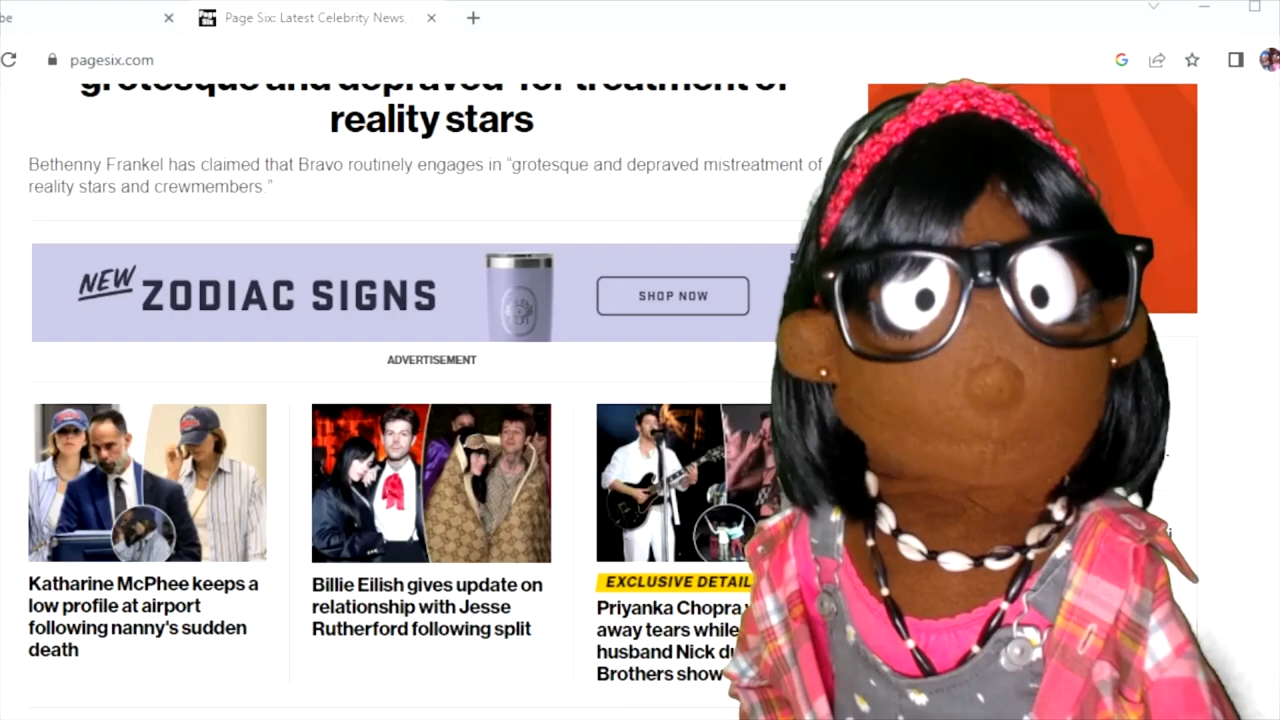 be
Page Six: Latest Celebrity News,
pagesix.com
grotesque and depraved' for treatment of
reality stars
Bethenny Frankel has claimed that Bravo routinely engages in “grotesque and depraved mistreatment of
reality stars and crewmembers.”
NEW ZODIAC SIGNS
SHOP NOW
ADVERTISEMENT
Katharine McPhee keeps a
low profile at airport
following nanny's sudden
death
Billie Eilish gives update on
relationship with Jesse
Rutherford following split
EXCLUSIVE DETAIL
Priyanka Chopra
away tears while
husband Nick
Brothers show